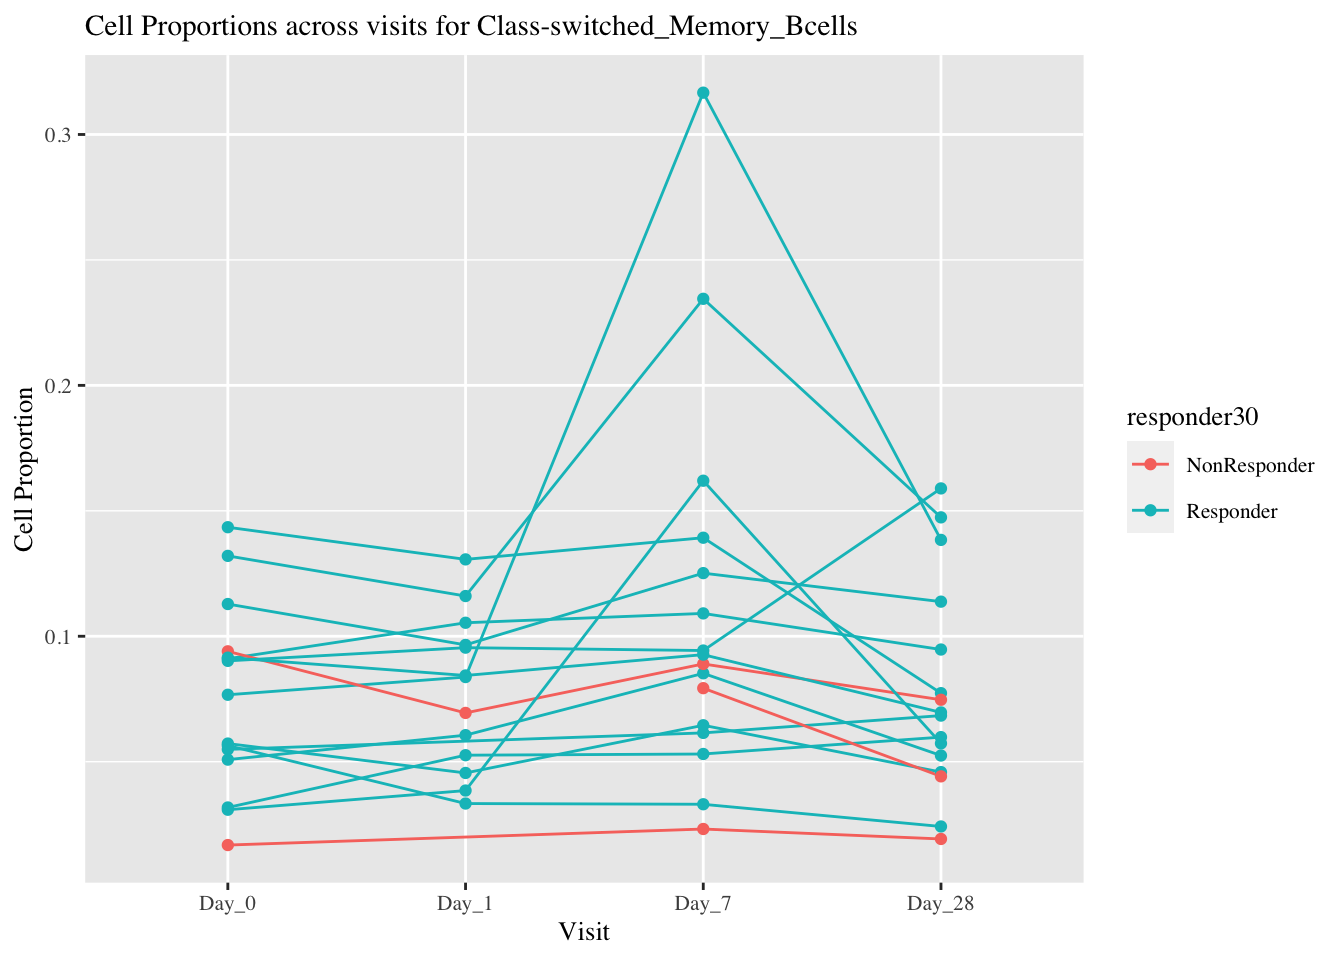 Cell Proportions across visits for Class-switched_Memory_Bcells
0.3
0.2
0.1
Cell Proportion
Day_0
Day_1
Day_7
Day_28
Visit
responder30
NonResponder
Responder